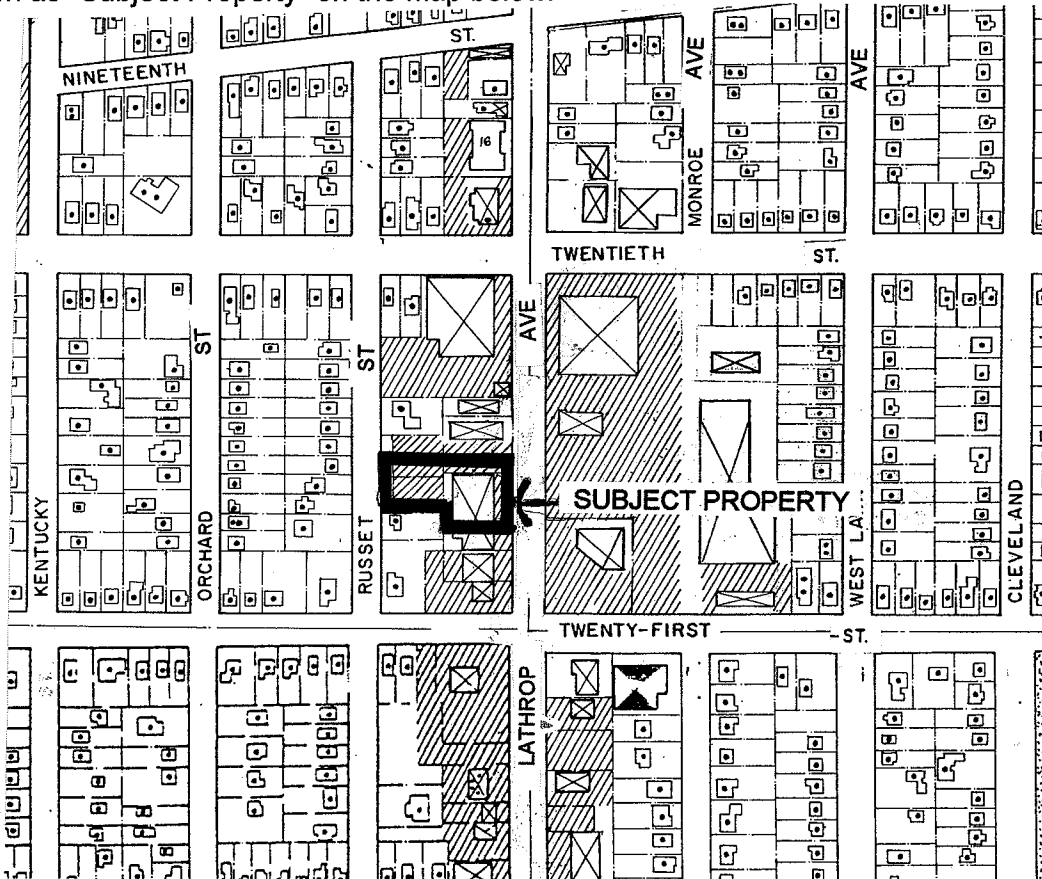 "Subject Property" on the map below.
NINETEENTH
ST.
AVE
AVE
16
MONROE
TWENTIETH
ST.
ST
ST
AVE
SUBJECT PROPERTY
KENTUCKY
ORCHARD
RUSSET
CLEVELAND
WEST LA
TWENTY-FIRST
ST.
LATHROP